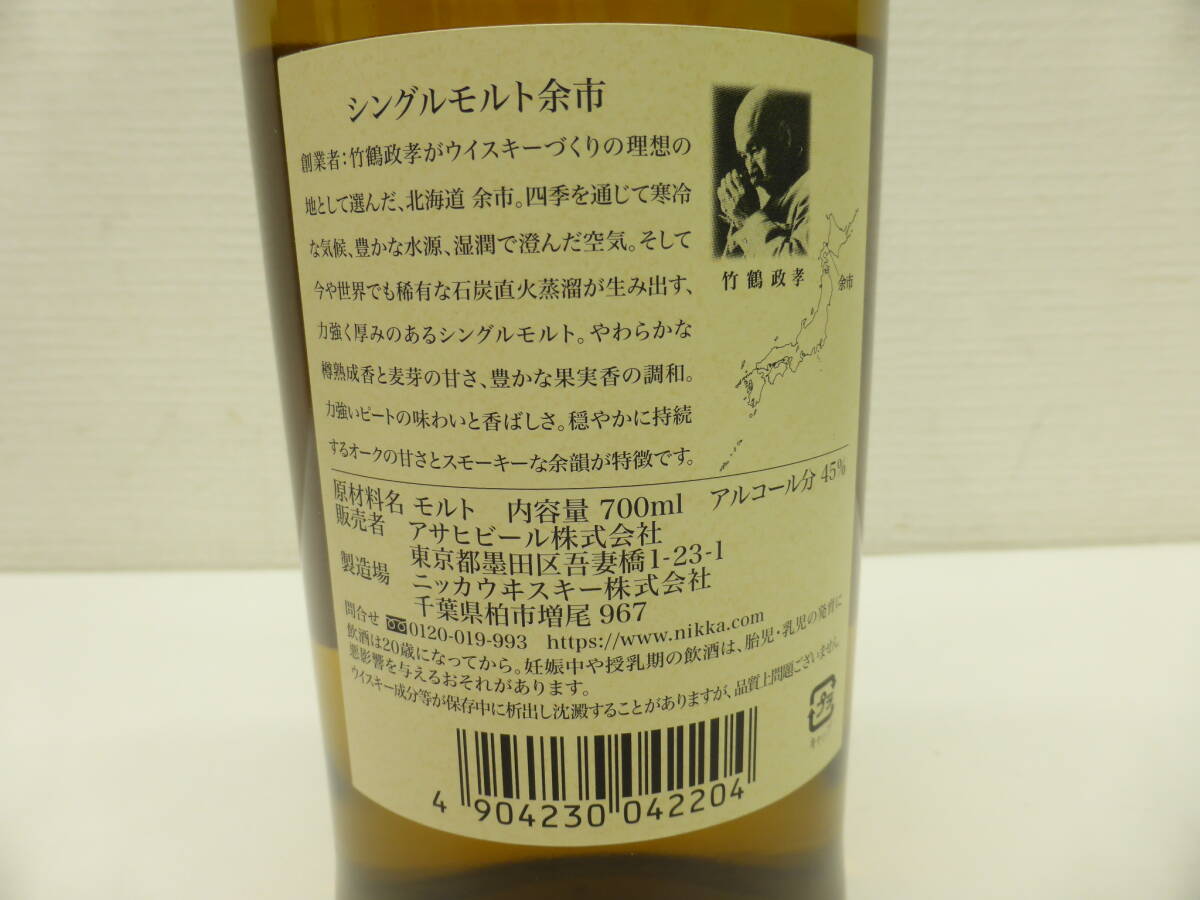 シングルモルト余市
創業者:竹鶴政孝がウイスキーづくりの理想の
地として選んだ、北海道 余市。四季を通じて寒冷
な気候、豊かな水源、湿潤で澄んだ空気。そして
今や世界でも稀有な石炭直火蒸溜が生み出す、
力強く厚みのあるシングルモルト。やわらかな
樽熟成香と麦芽の甘さ、豊かな果実香の調和。
力強いピートの味わいと香ばしさ。穏やかに持続
するオークの甘さとスモーキーな余韻が特徴です。
竹鶴政孝
余市
原材料名 モルト 内容量 700ml アルコール分 45%
販売者 アサヒビール株式会社
東京都墨田区吾妻橋1-23-1
製造場 ニッカウヰスキー株式会社
千葉県柏市増尾 967
問合せ 0120-019-993 https://www.nikka.com
飲酒は20歳になってから。妊娠中や授乳期の飲酒は、胎児・乳児の発育に
悪影響を与えるおそれがあります。
ウイスキー成分等が保存中に析出し沈澱することがありますが、品質上問題ございません。
プラ
キャップ
4 904230 042204